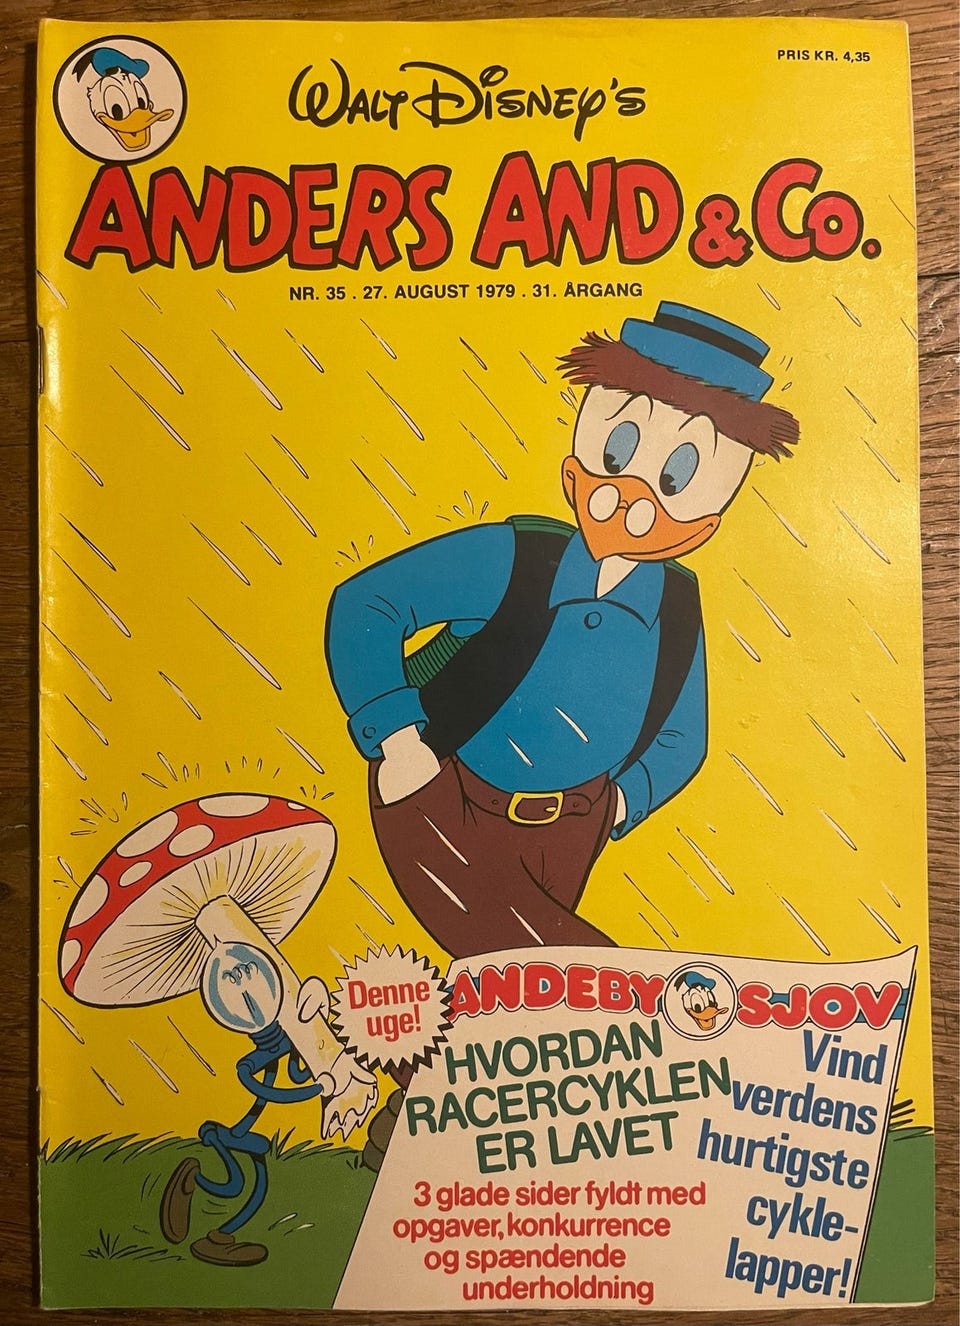 PRIS KR. 4,35
WALT DISNEY'S
ANDERS AND & CO.
NR. 35 . 27. AUGUST 1979 . 31. ÅRGANG
Denne
uge!
ANDEBY SJOV
HVORDAN
RACERCYKLEN
ER LAVET
Vind
verdens
hurtigste
cykle-
lapper!
3 glade sider fyldt med
opgaver, konkurrence
og spændende
underholdning